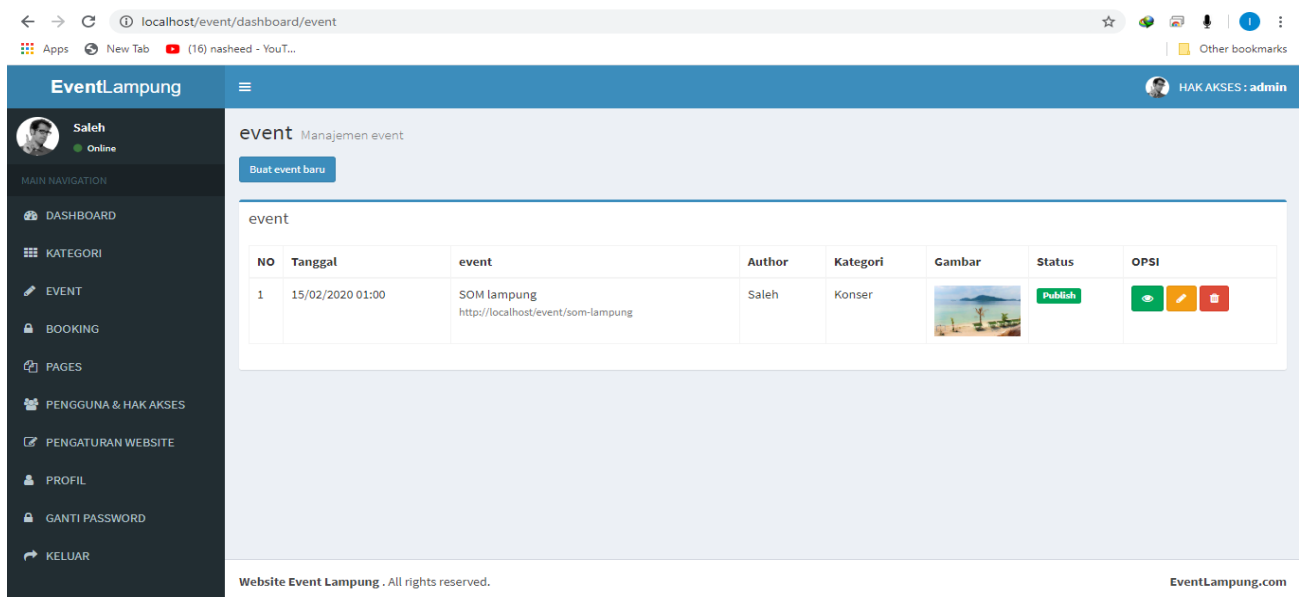 localhost/event/dashboard/event
Apps New Tab (16) nasheed - YouT... Other bookmarks
EventLampung HAK AKSES : admin
Saleh
Online
MAIN NAVIGATION
DASHBOARD
KATEGORI
EVENT
BOOKING
PAGES
PENGGUNA & HAK AKSES
PENGATURAN WEBSITE
PROFIL
GANTI PASSWORD
KELUAR
event Manajemen event
Buat event baru
event
NO Tanggal event Author Kategori Gambar Status OPSI
1 15/02/2020 01:00 SOM lampung Saleh Konser Publish
http://localhost/event/som-lampung
Website Event Lampung . All rights reserved. EventLampung.com
I